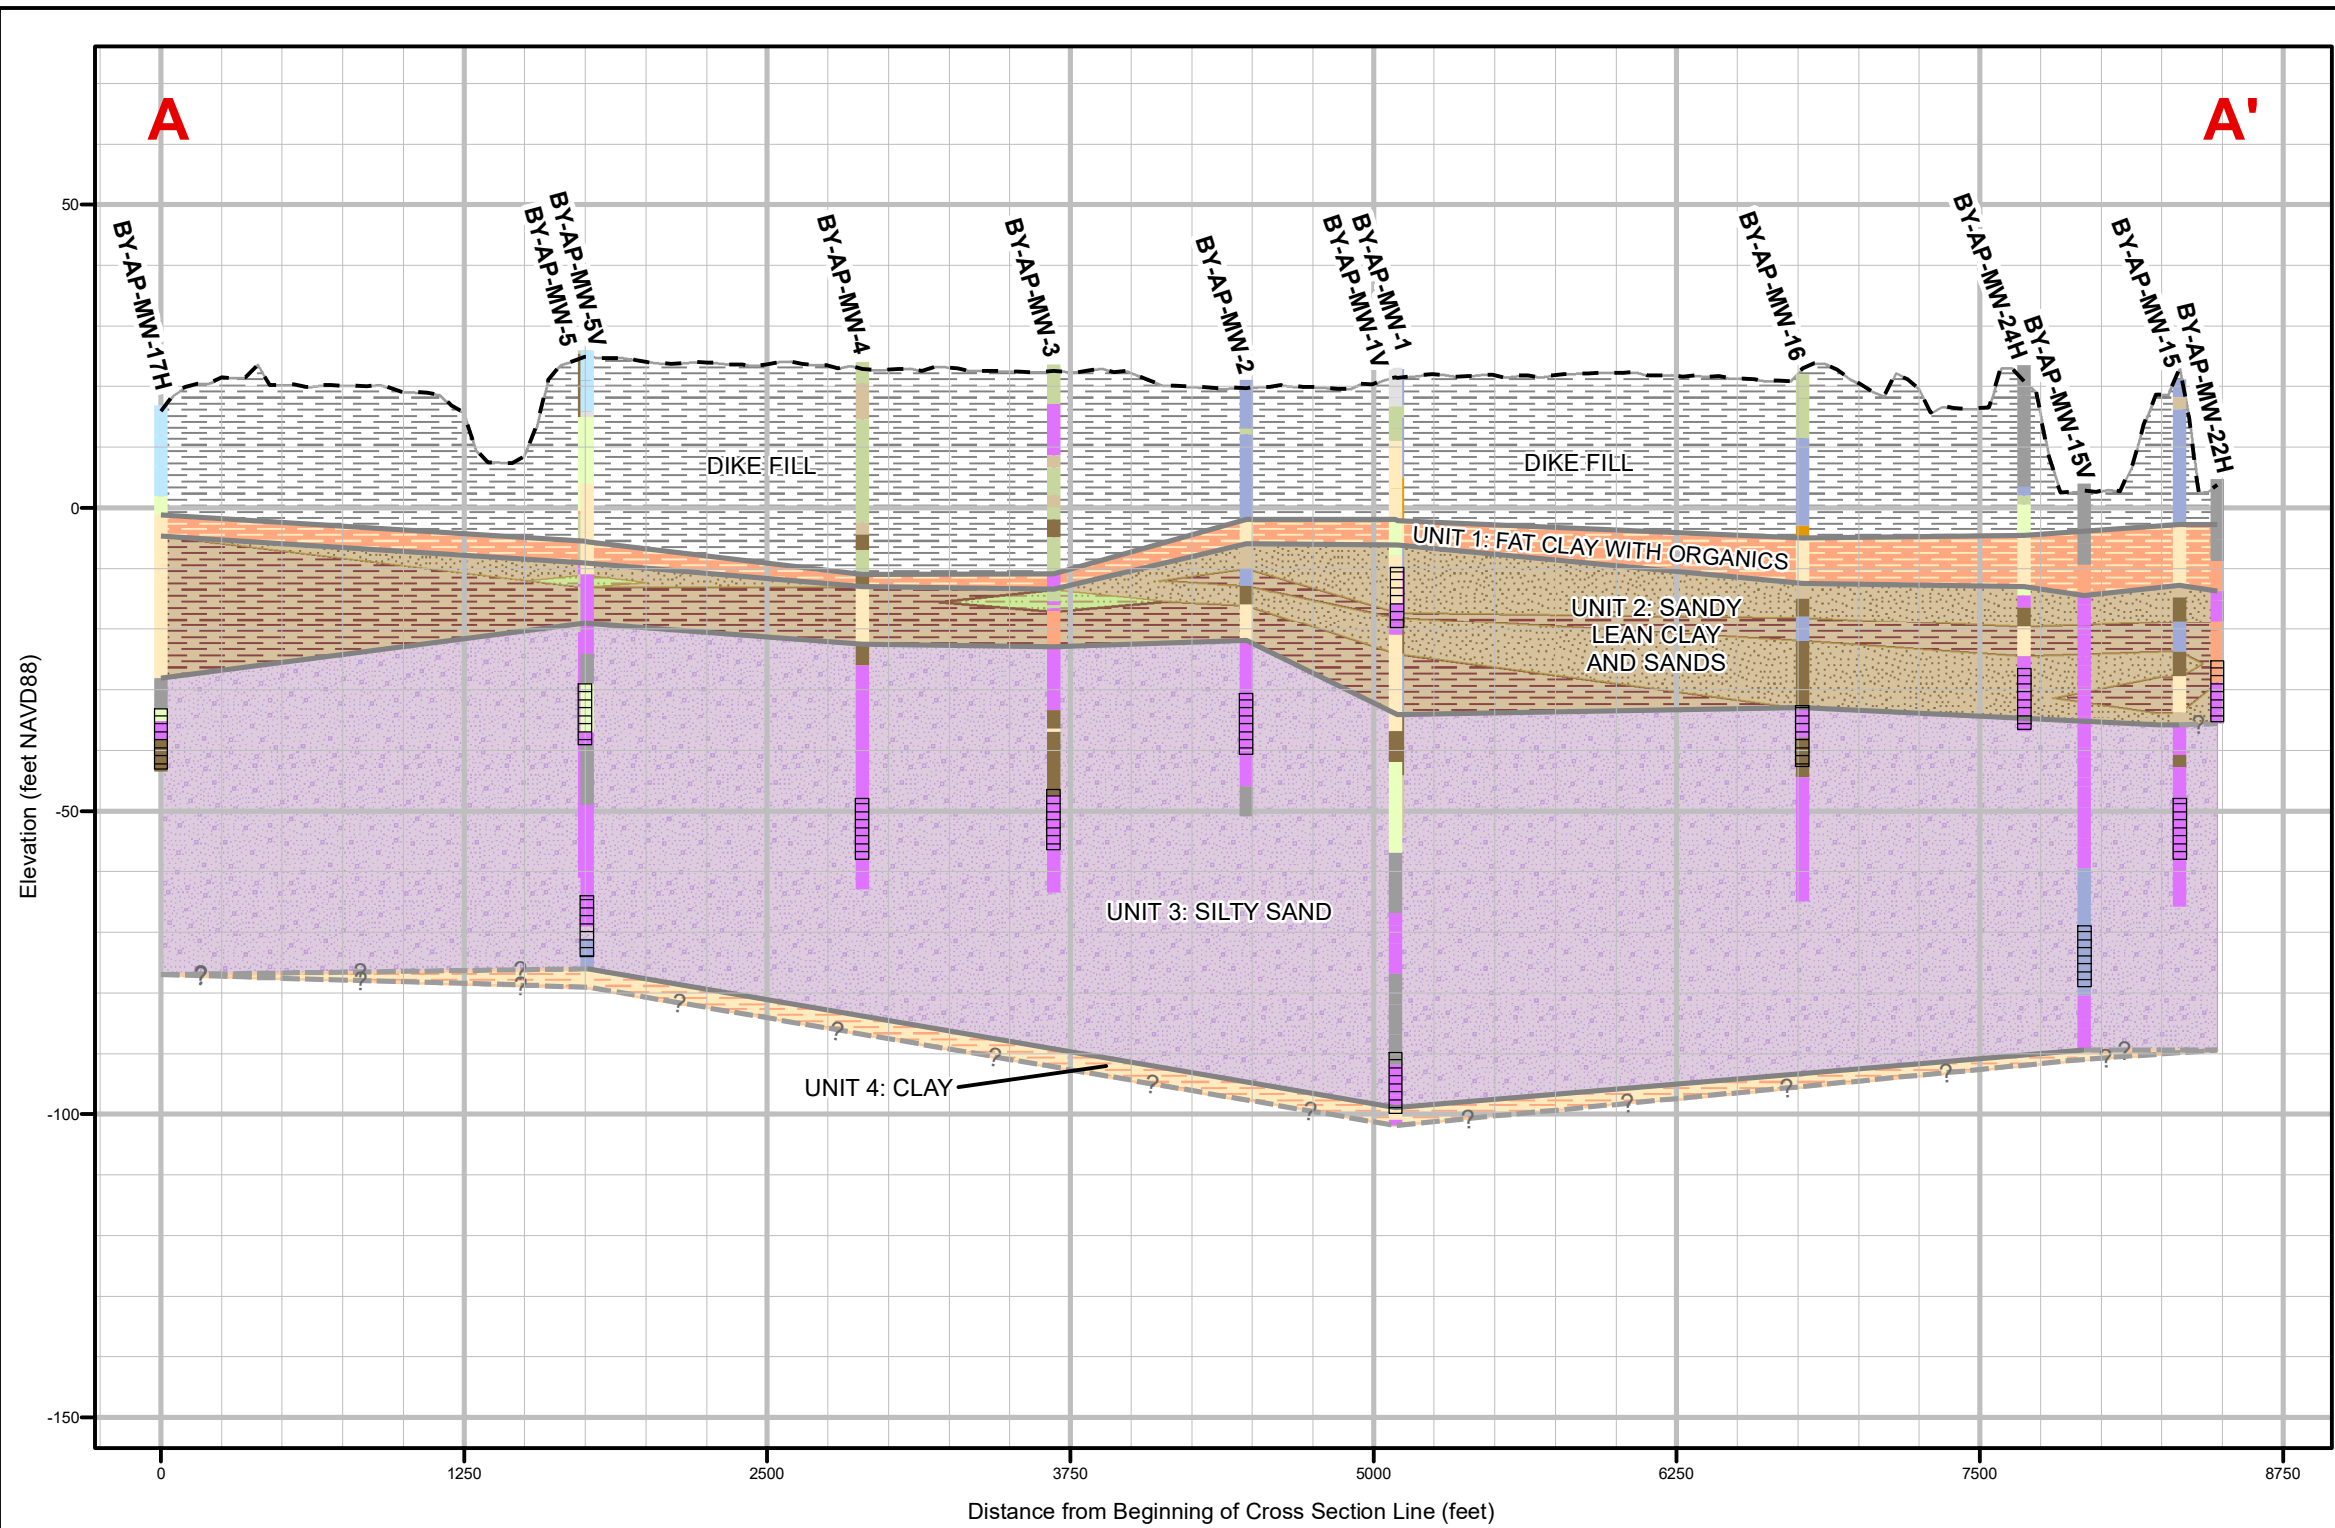 A
A'
BY-AP-MW-17H
BY-AP-MW-5
BY-AP-MW-5V
BY-AP-MW-4
BY-AP-MW-3
BY-AP-MW-2
BY-AP-MW-1V
BY-AP-MW-1
BY-AP-MW-16
BY-AP-MW-24H
BY-AP-MW-15V
BY-AP-MW-15
BY-AP-MW-22H
50
0
-50
-100
-150
Elevation (feet NAVD88)
DIKE FILL
DIKE FILL
UNIT 1: FAT CLAY WITH ORGANICS
UNIT 2: SANDY
LEAN CLAY
AND SANDS
?
UNIT 3: SILTY SAND
? ? ? ? ? ? ? ? ? ? ? ? ? ? ? ? ? ?
UNIT 4: CLAY
0
1250
2500
3750
5000
6250
7500
8750
Distance from Beginning of Cross Section Line (feet)